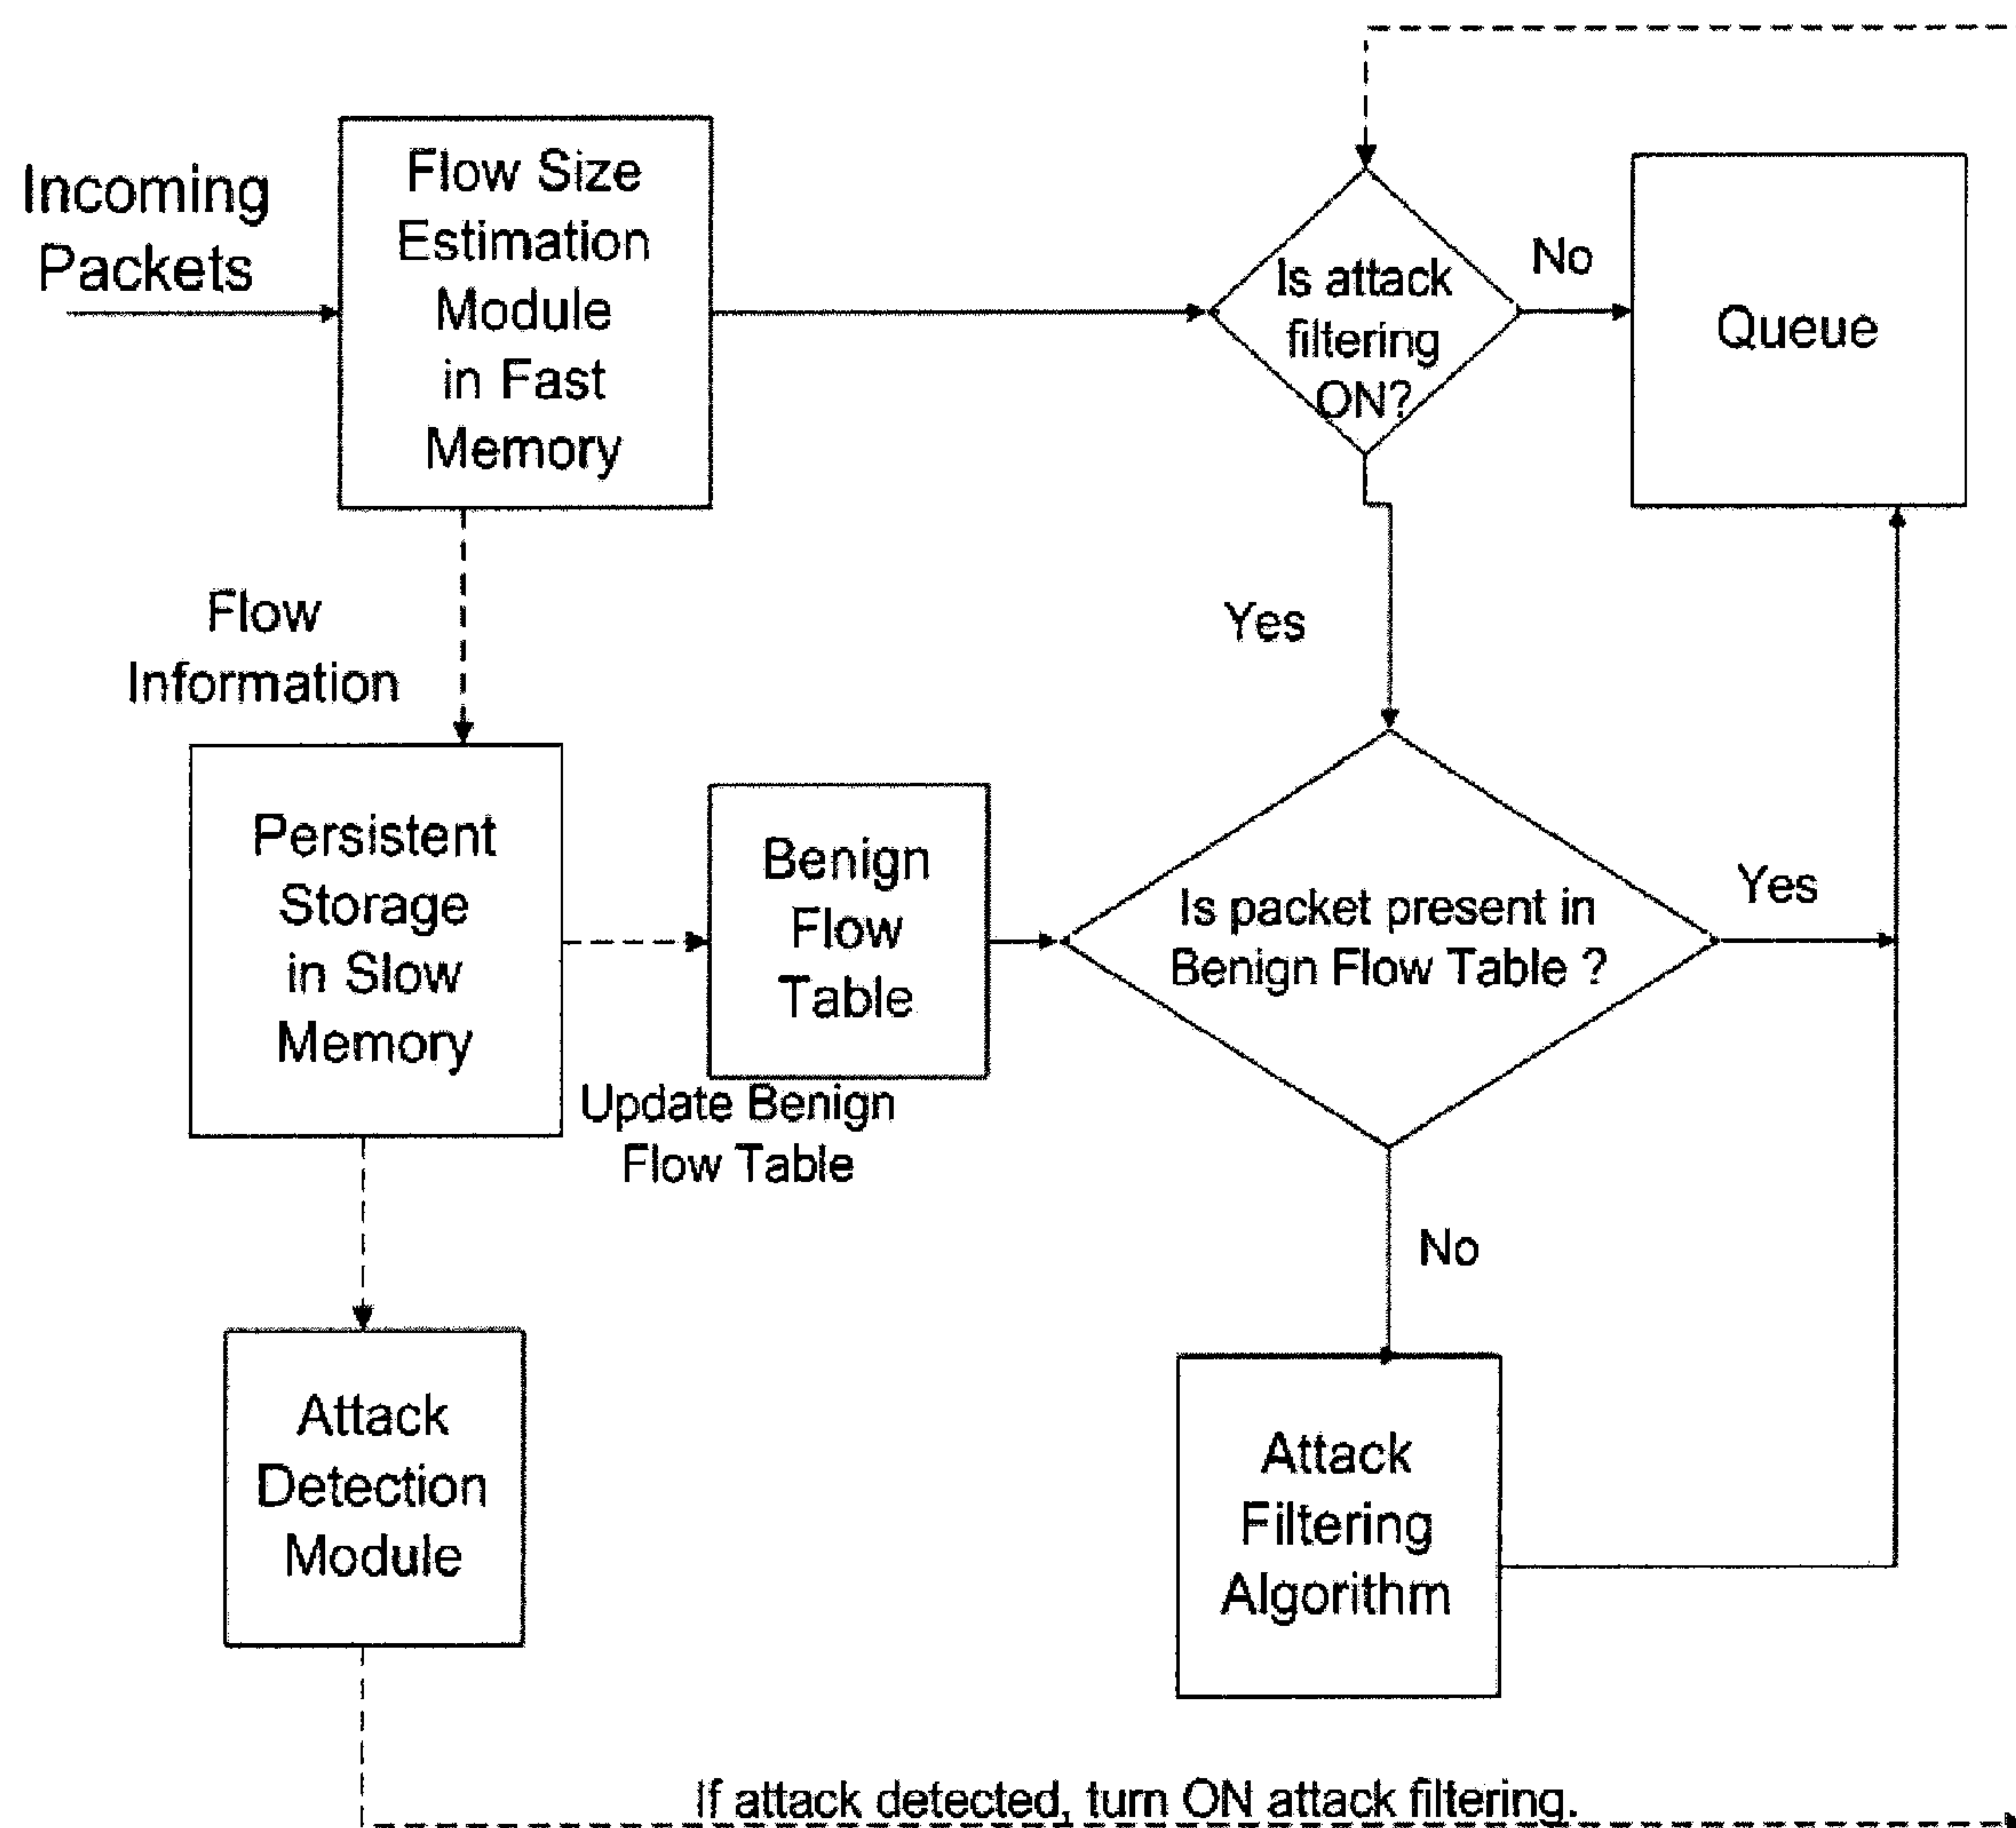 Incoming
Packets
Flow Size
Estimation
Module
in Fast
Memory
Is attack
filtering
ON?
No
Queue
Flow
Information
Yes
Persistent
Storage
in Slow
Memory
Benign
Flow
Table
Update Benign
Flow Table
Is packet present in
Benign Flow Table ?
Yes
No
Attack
Detection
Module
Attack
Filtering
Algorithm
If attack detected, turn ON attack filtering.